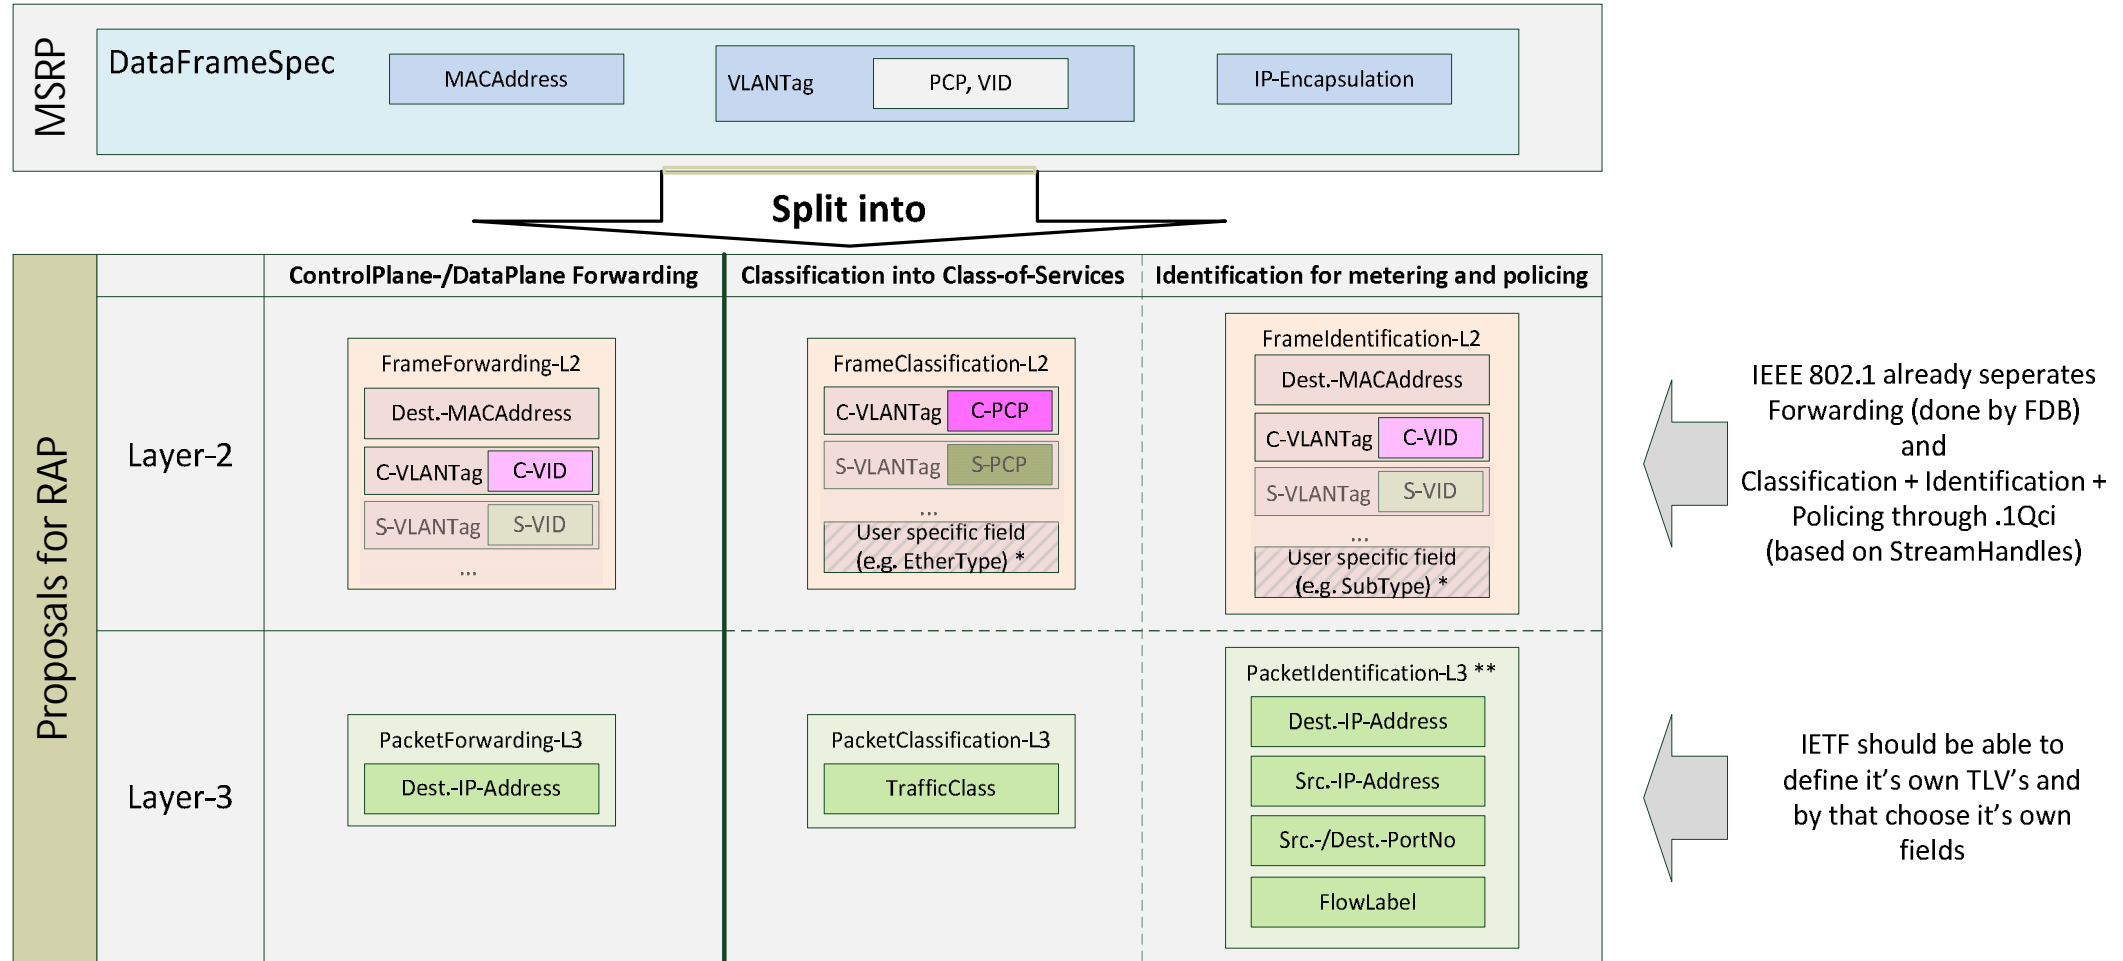 MSRP
DataFrameSpec
MACAddress
VLANTag
PCP, VID
IP-Encapsulation
Split into
Proposals for RAP
ControlPlane-/DataPlane Forwarding
Classification into Class-of-Services
Identification for metering and policing
Layer-2
FrameForwarding-L2
Dest.-MACAddress
C-VLANTag
C-VID
S-VLANTag
S-VID
...
FrameClassification-L2
C-VLANTag
C-PCP
S-VLANTag
S-PCP
...
User specific field
(e.g. EtherType) *
FrameIdentification-L2
Dest.-MACAddress
C-VLANTag
C-VID
S-VLANTag
S-VID
...
User specific field
(e.g. SubType) *
IEEE 802.1 already seperates
Forwarding (done by FDB)
and
Classification + Identification +
Policing through .1Qci
(based on StreamHandles)
Layer-3
PacketForwarding-L3
Dest.-IP-Address
PacketClassification-L3
TrafficClass
PacketIdentification-L3 **
Dest.-IP-Address
Src.-IP-Address
Src.-/Dest.-PortNo
FlowLabel
IETF should be able to
define it's own TLV's and
by that choose it's own
fields